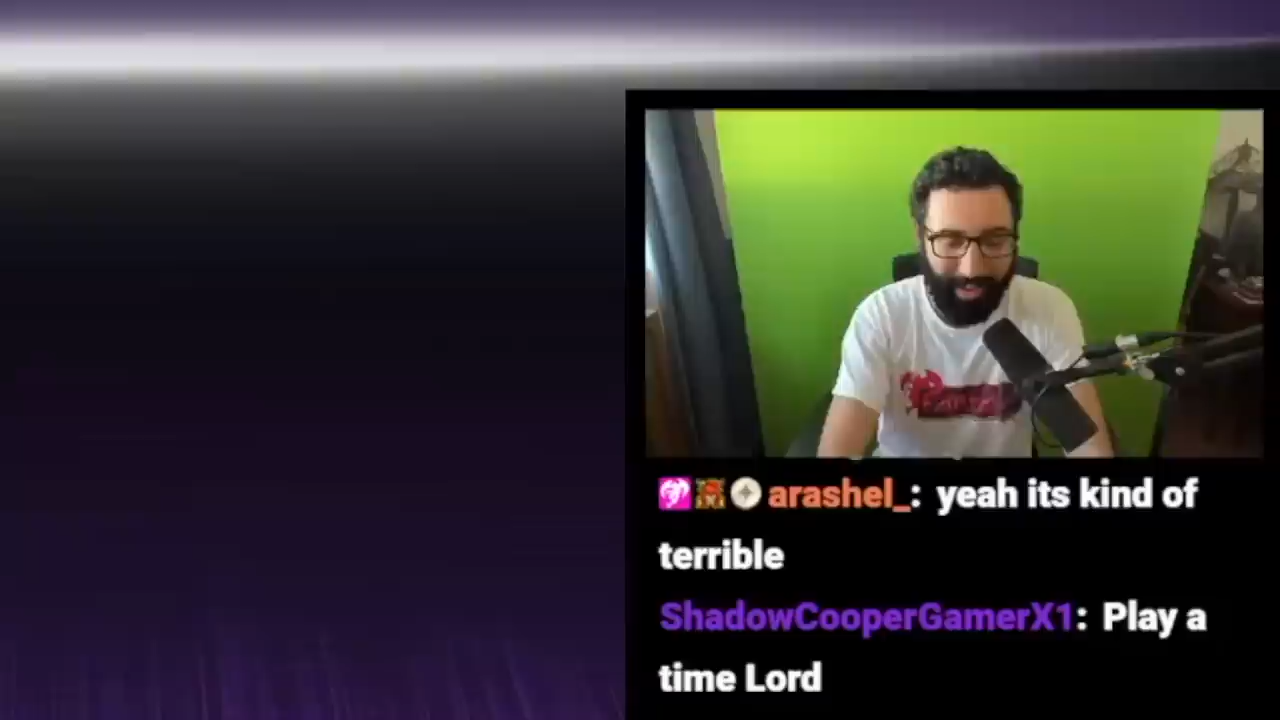 arashel_: yeah its kind of
terrible
ShadowCooperGamerX1: Play a
time Lord